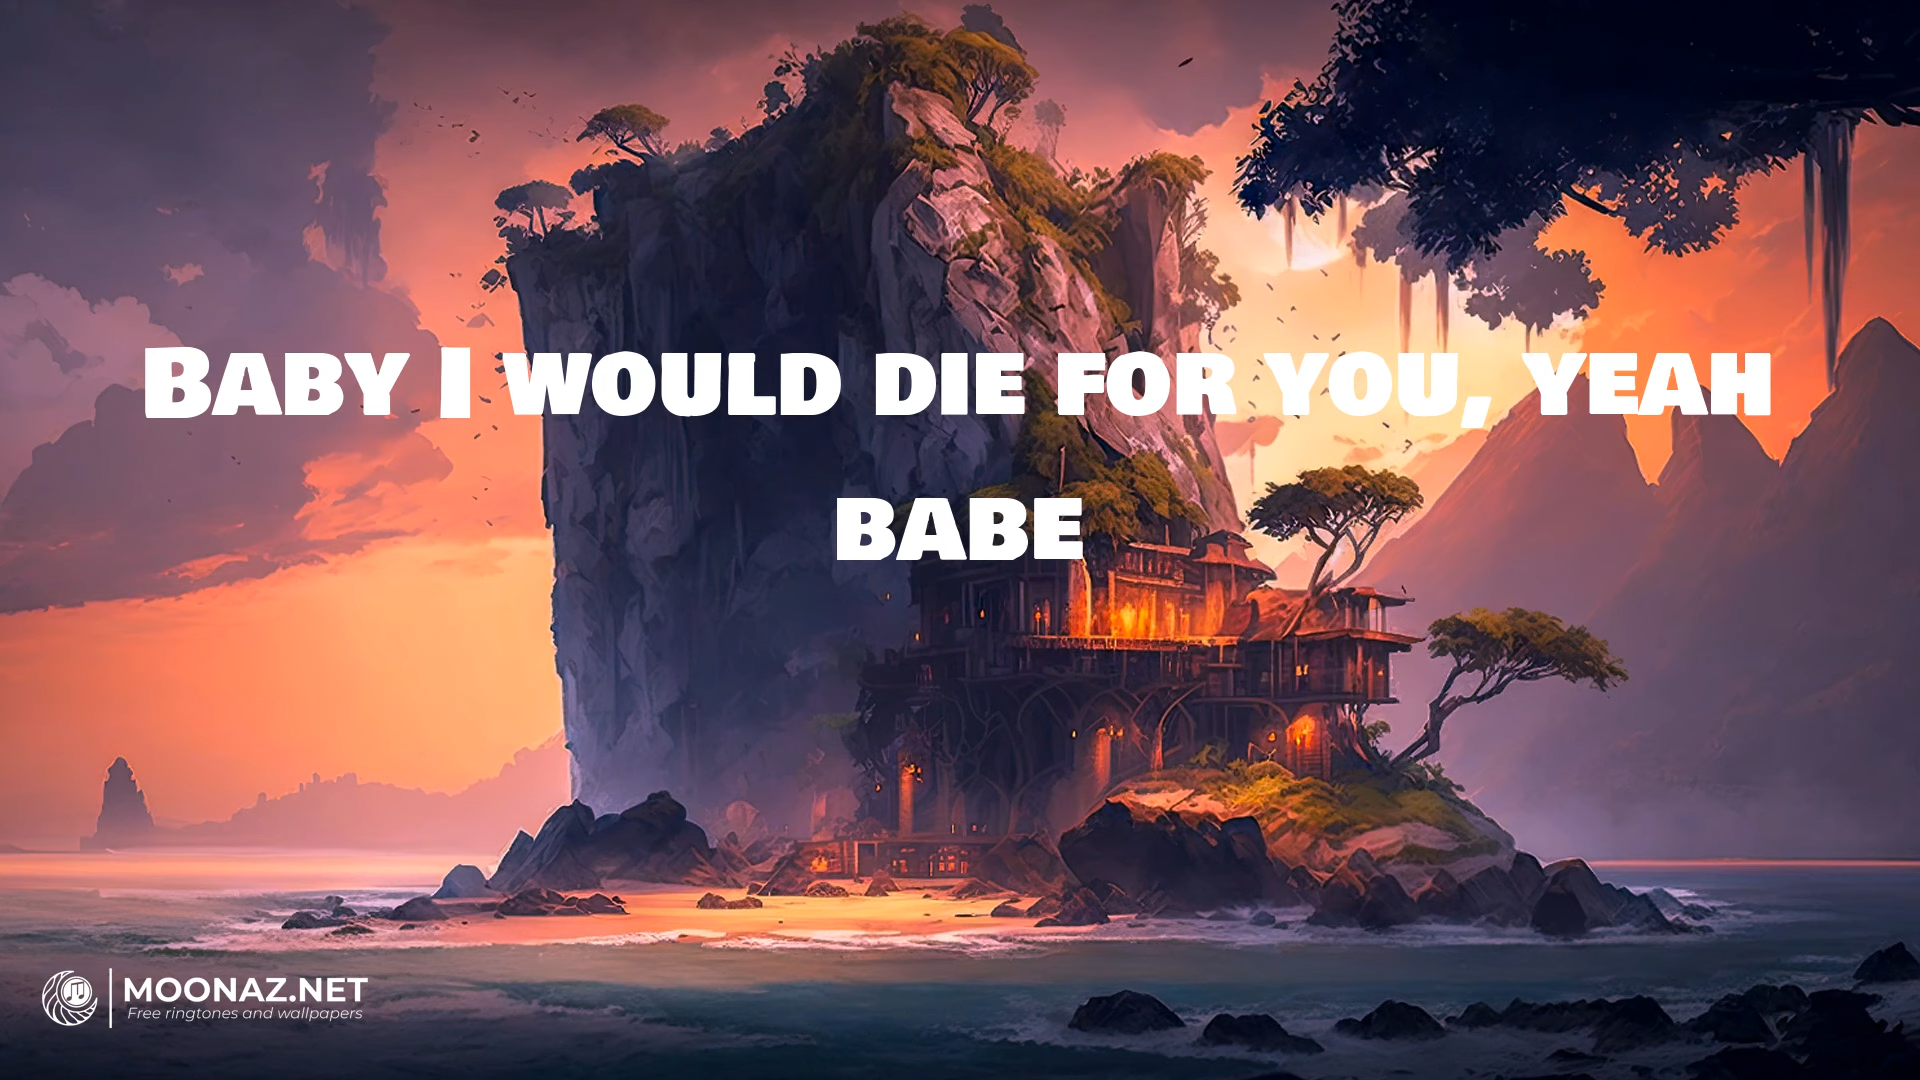 Baby I would die for you, yeah
babe
MOONAZ.NET
Free ringtones and wallpapers